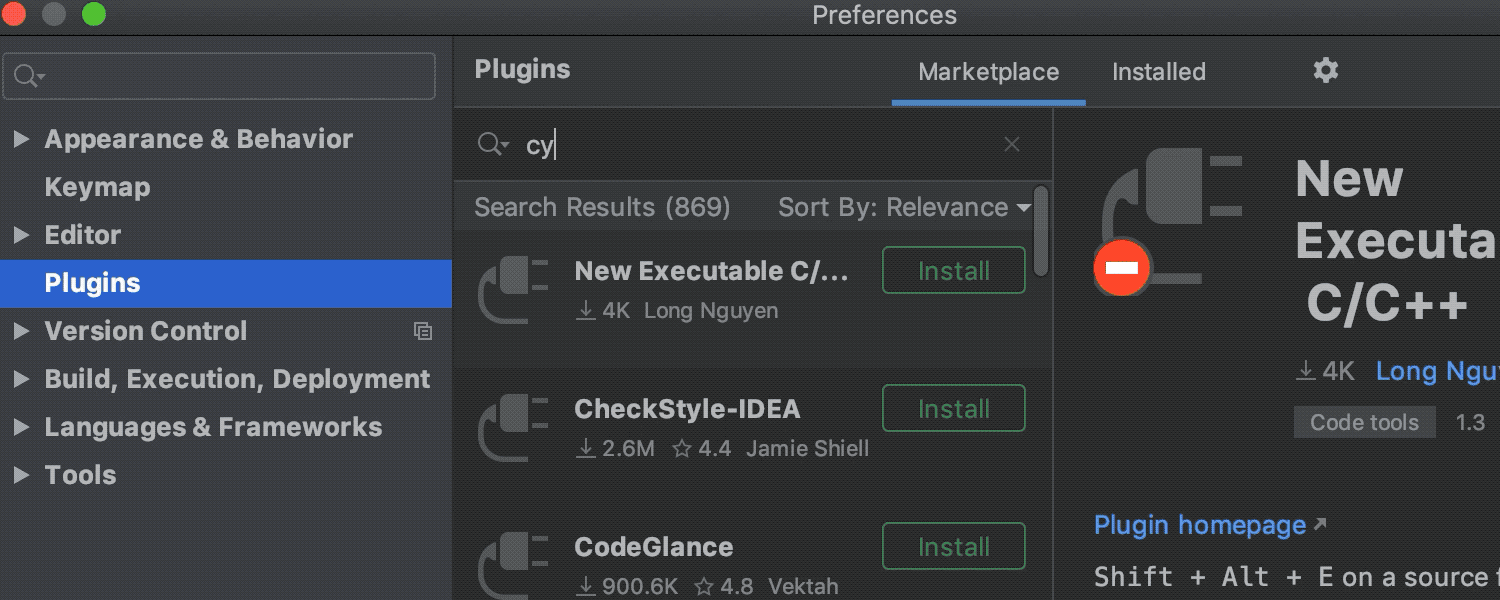 Preferences
Appearance & Behavior
Keymap
Editor
Plugins
Version Control
Build, Execution, Deployment
Languages & Frameworks
Tools
Plugins
Marketplace
Installed
cy
Search Results (869)
Sort By: Relevance
New Executable C/...
Install
4K Long Nguyen
CheckStyle-IDEA
Install
2.6M 4.4 Jamie Shiell
CodeGlance
Install
900.6K 4.8 Vektah
New
Executa
C/C++
4K Long Ngu
Code tools 1.3
Plugin homepage
Shift + Alt + E on a source